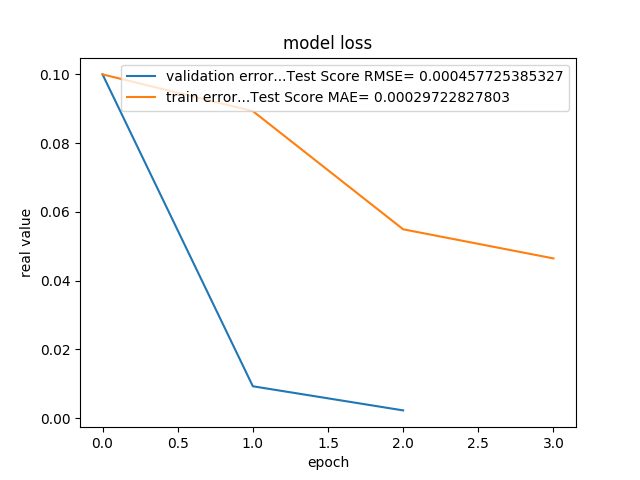 model loss
validation error...Test Score RMSE= 0.000457725385327
train error...Test Score MAE= 0.00029722827803
0.10
0.08
0.06
0.04
0.02
0.00
real value
0.0 0.5 1.0 1.5 2.0 2.5 3.0
epoch